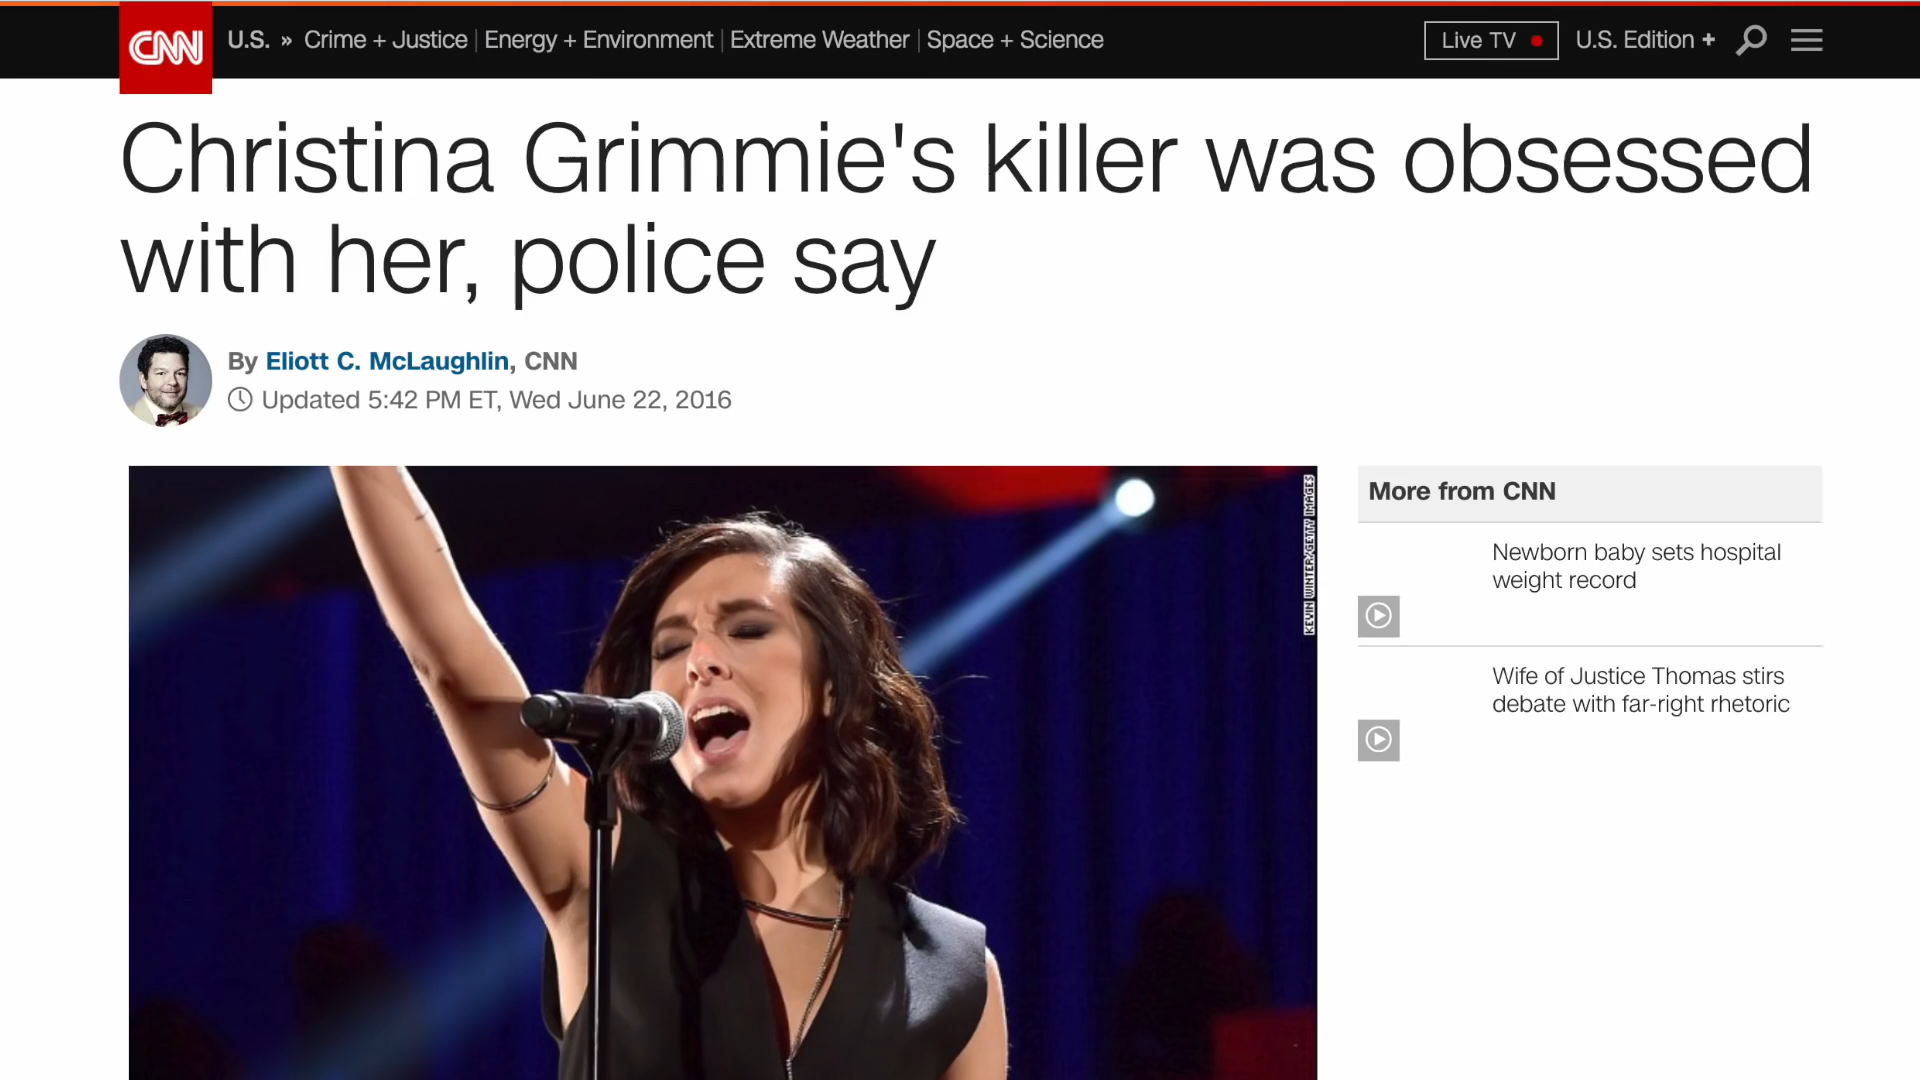 CNN
U.S. » Crime + Justice | Energy + Environment | Extreme Weather | Space + Science
Live TV
U.S. Edition +
Christina Grimmie's killer was obsessed
with her, police say
By Eliott C. McLaughlin, CNN
Updated 5:42 PM ET, Wed June 22, 2016
KEVIN WINTER/GETTY IMAGES
More from CNN
Newborn baby sets hospital
weight record
Wife of Justice Thomas stirs
debate with far-right rhetoric